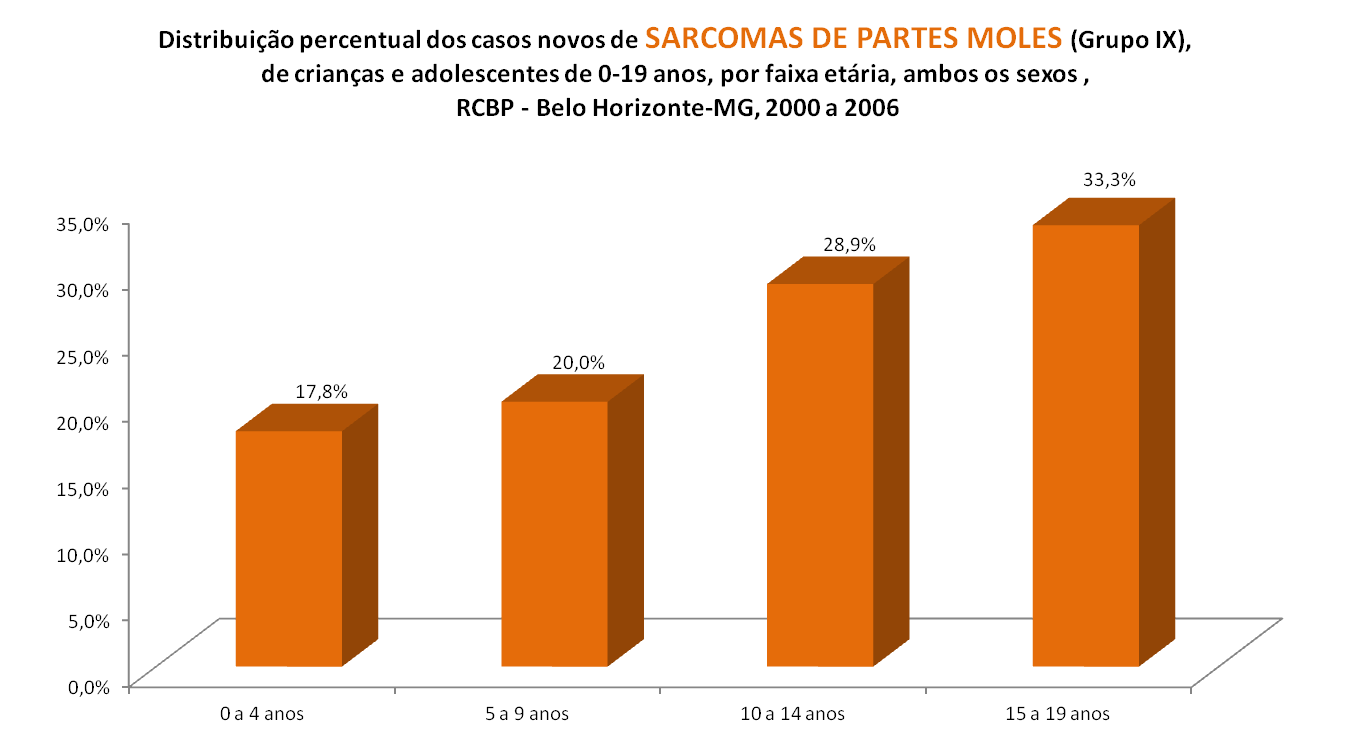 Distribuição percentual dos casos novos de SARCOMAS DE PARTES MOLES (Grupo IX),
de crianças e adolescentes de 0-19 anos, por faixa etária, ambos os sexos ,
RCBP - Belo Horizonte-MG, 2000 a 2006
33,3%
35,0%
28,9%
30,0%
25,0%
20,0%
17,8%
20,0%
15,0%
10,0%
5,0%
0,0%
0 a 4 anos
5 a 9 anos
10 a 14 anos
15 a 19 anos